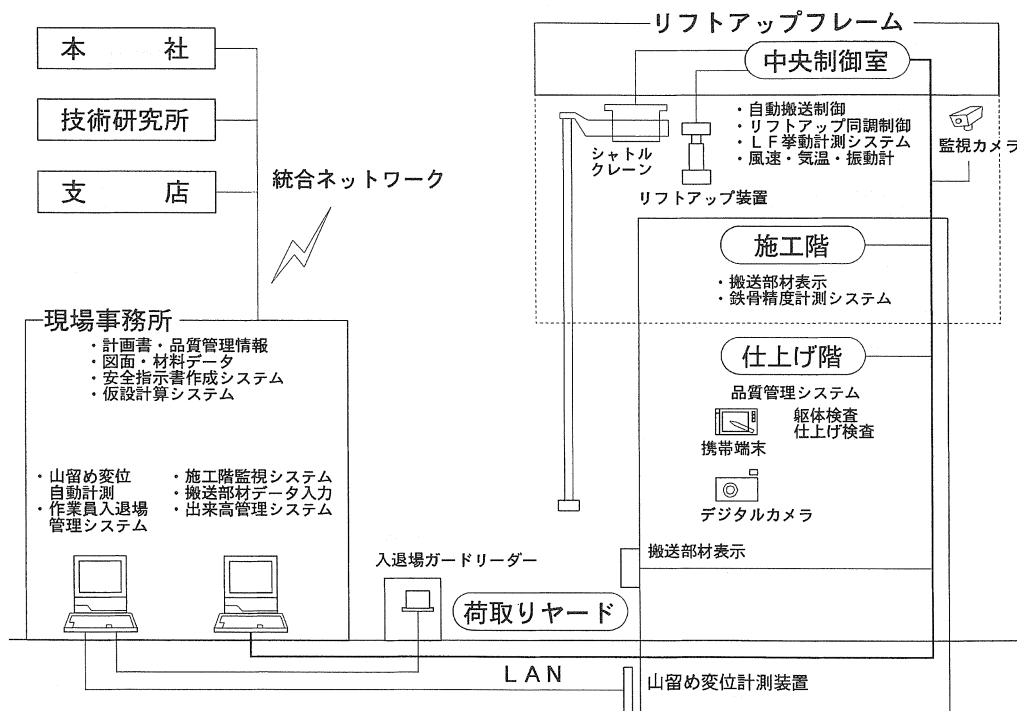 本 社
技術研究所
支 店
統合ネットワーク
現場事務所
・計画書・品質管理情報
・図面・材料データ
・安全指示書作成システム
・仮設計算システム
・山留め変位
自動計測
・作業員入退場
管理システム
・施工階監視システム
・搬送部材データ入力
・出来高管理システム
入退場ガードリーダー
荷取りヤード
LAN
リフトアップフレーム
中央制御室
・自動搬送制御
・リフトアップ同調制御
・LF挙動計測システム
・風速・気温・振動計
監視カメラ
シャトル
クレーン
リフトアップ装置
施工階
・搬送部材表示
・鉄骨精度計測システム
仕上げ階
品質管理システム
躯体検査
仕上げ検査
携帯端末
デジタルカメラ
搬送部材表示
山留め変位計測装置